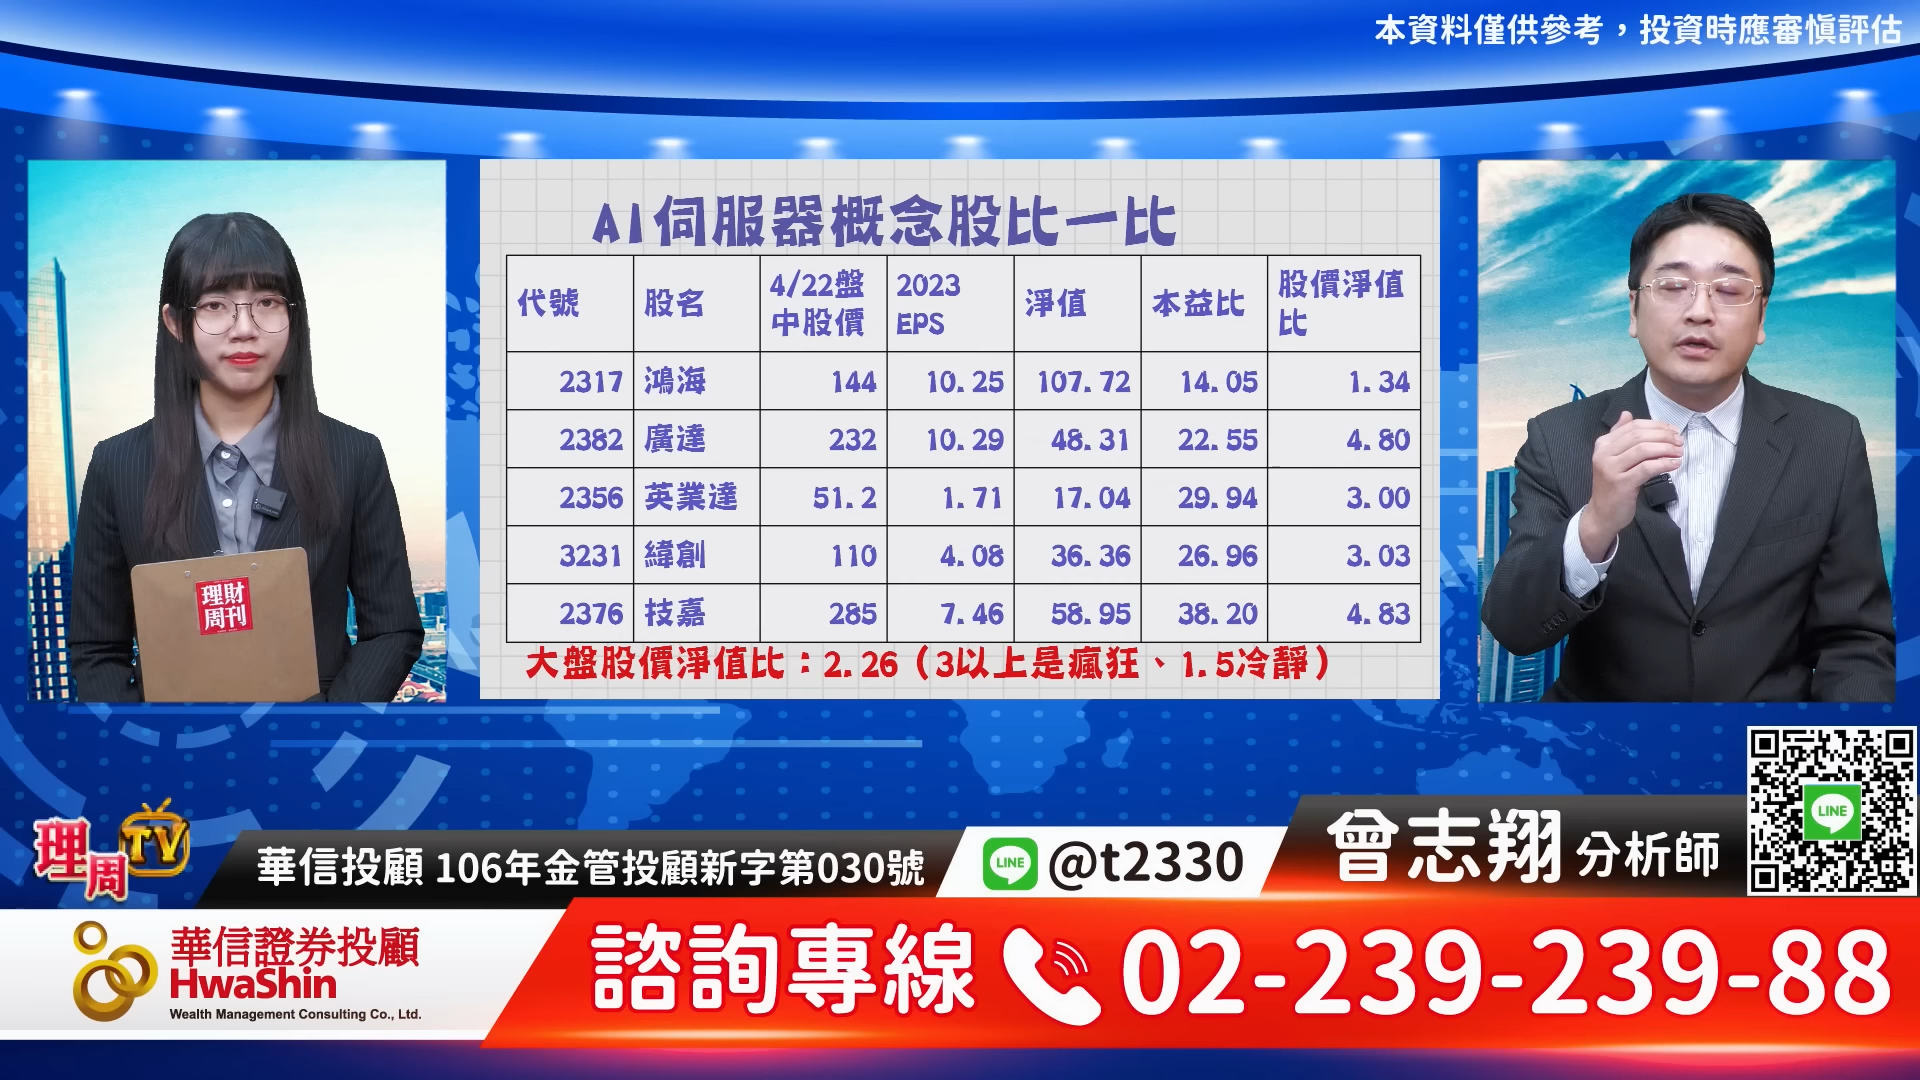 本資料僅供參考，投資時應審慎評估
AI伺服器概念股比一比
代號 股名 4/22盤中股價 2023 EPS 淨值 本益比 股價淨值比
2317 鴻海 144 10.25 107.72 14.05 1.34
2382 廣達 232 10.29 48.31 22.55 4.80
2356 英業達 51.2 1.71 17.04 29.94 3.00
3231 緯創 110 4.08 36.36 26.96 3.03
2376 技嘉 285 7.46 58.95 38.20 4.83
大盤股價淨值比：2.26（3以上是瘋狂、1.5冷靜）
理財
周刊
理周TV
華信投顧 106年金管投顧新字第030號
LINE @t2330
曾志翔 分析師
LINE
華信證券投顧
HwaShin
Wealth Management Consulting Co., Ltd.
諮詢專線 02-239-239-88